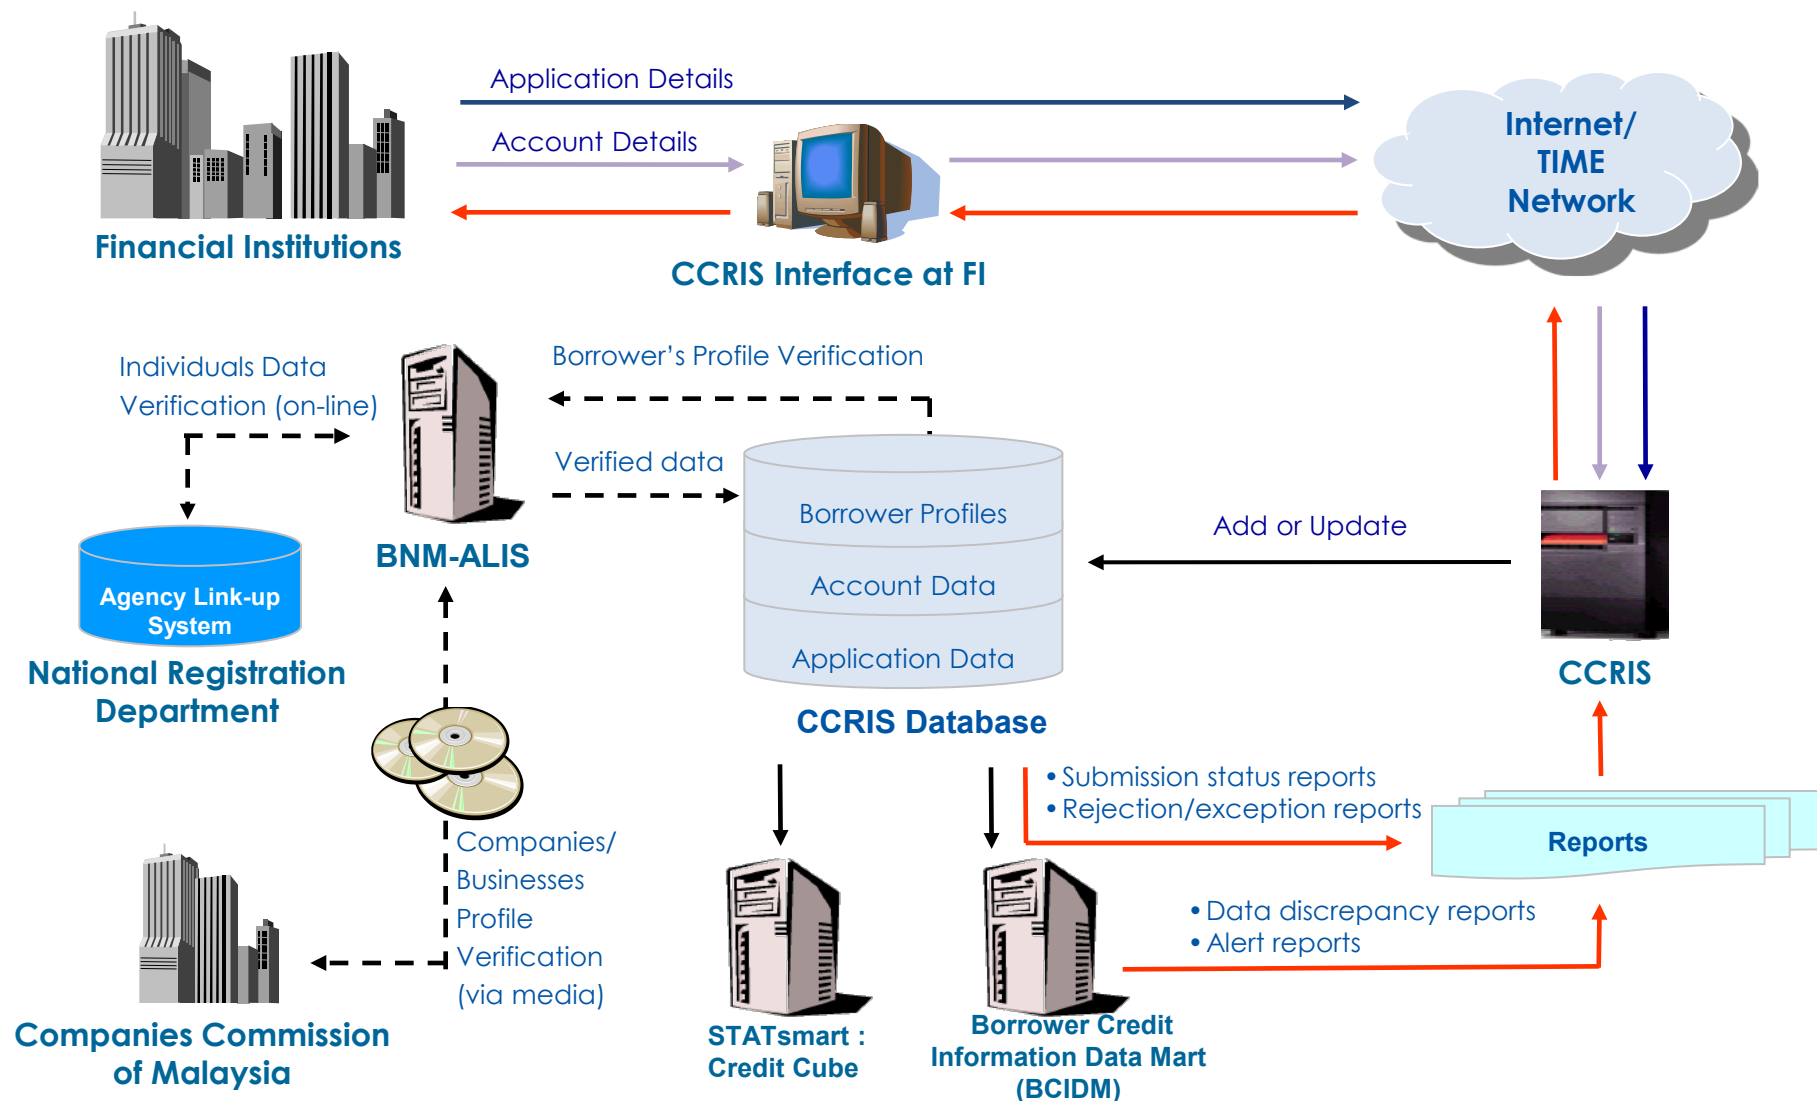 Application Details
Account Details
Internet/
TIME
Network
Financial Institutions
CCRIS Interface at FI
Individuals Data
Verification (on-line)
Borrower’s Profile Verification
Verified data
BNM-ALIS
Agency Link-up
System
National Registration
Department
Borrower Profiles
Account Data
Application Data
CCRIS Database
Add or Update
CCRIS
•Submission status reports
•Rejection/exception reports
Reports
•Data discrepancy reports
•Alert reports
Companies/
Businesses
Profile
Verification
(via media)
Companies Commission
of Malaysia
STATsmart :
Credit Cube
Borrower Credit
Information Data Mart
(BCIDM)